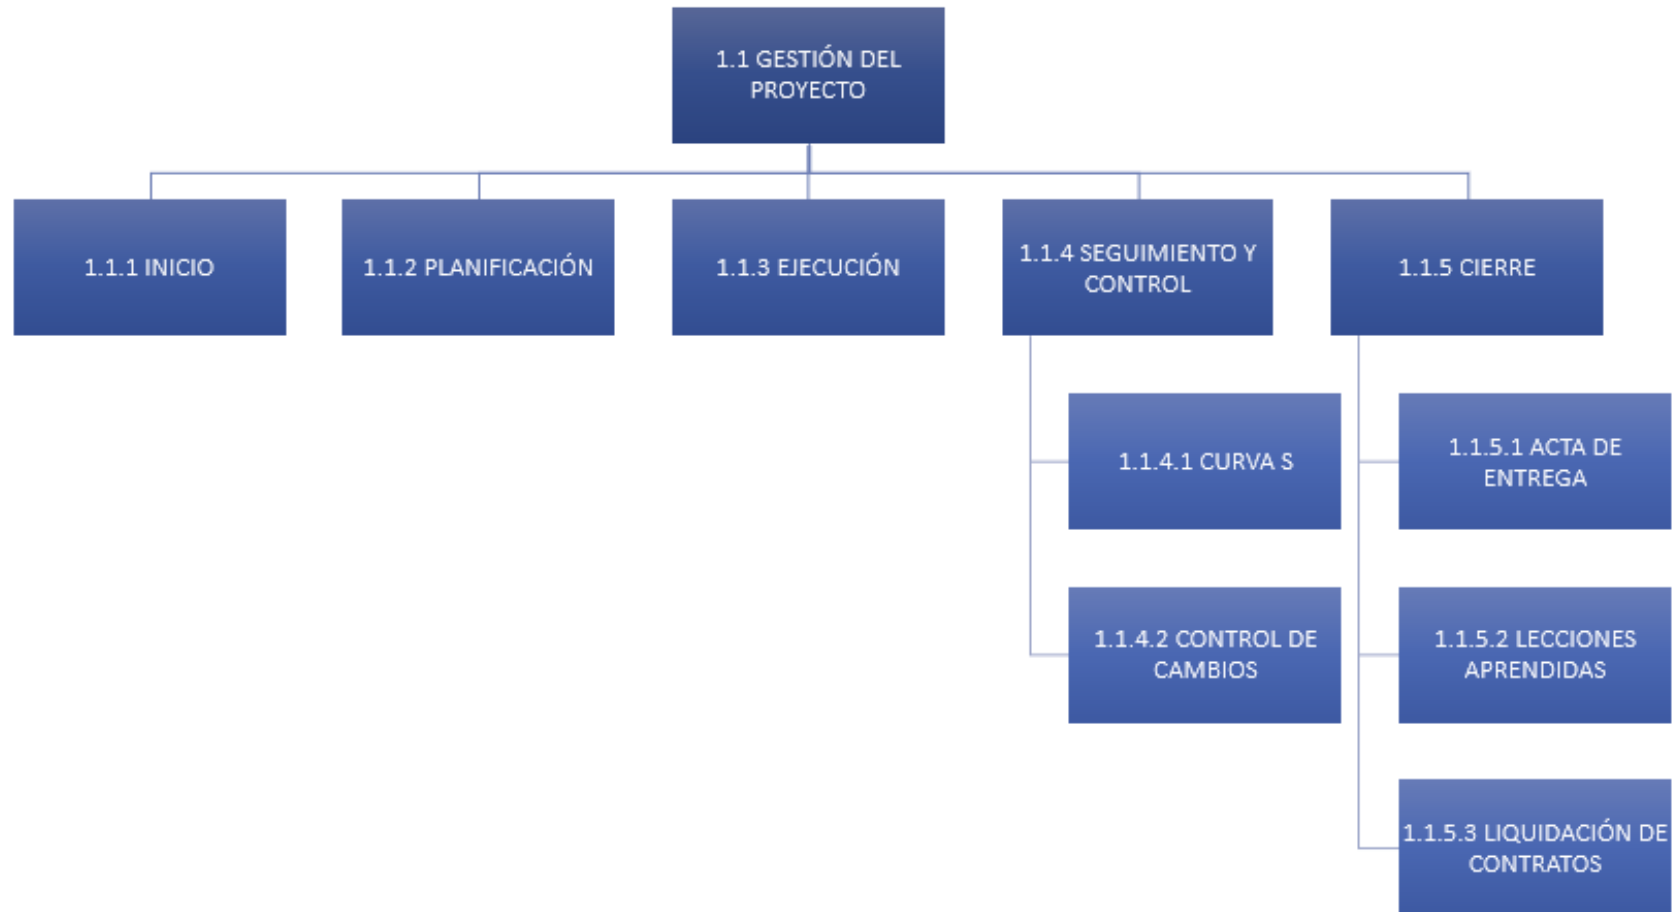 1.1 GESTIÓN DEL
PROYECTO
1.1.1 INICIO
1.1.2 PLANIFICACIÓN
1.1.3 EJECUCIÓN
1.1.4 SEGUIMIENTO Y
CONTROL
1.1.5 CIERRE
1.1.4.1 CURVA S
1.1.5.1 ACTA DE
ENTREGA
1.1.4.2 CONTROL DE
CAMBIOS
1.1.5.2 LECCIONES
APRENDIDAS
1.1.5.3 LIQUIDACIÓN DE
CONTRATOS